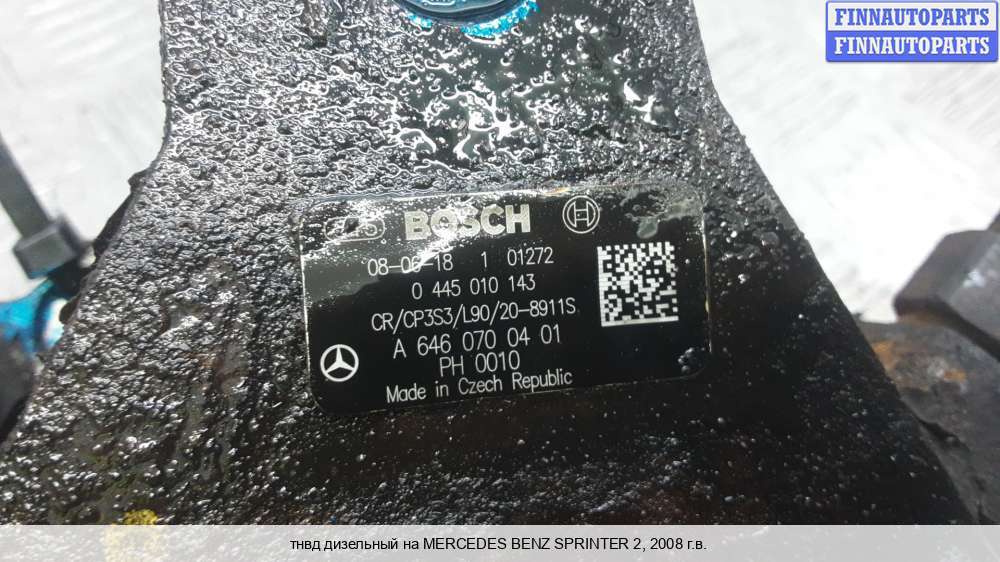 FINNAUTOPARTS
FINNAUTOPARTS
BOSCH
08-06-18 1 01272
0 445 010 143
CR/CP3S3/L90/20-8911S
A 646 070 04 01
PH 0010
Made in Czech Republic
тнвд дизельный на MERCEDES BENZ SPRINTER 2, 2008 г.в.